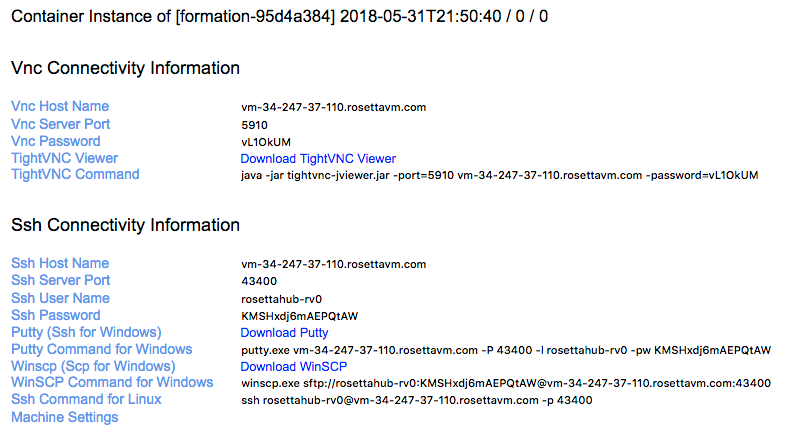 Container Instance of [formation-95d4a384] 2018-05-31T21:50:40 / 0 / 0
Vnc Connectivity Information
Vnc Host Name vm-34-247-37-110.rosettavm.com
Vnc Server Port 5910
Vnc Password vL1OkUM
TightVNC Viewer Download TightVNC Viewer
TightVNC Command java -jar tightvnc-jviewer.jar -port=5910 vm-34-247-37-110.rosettavm.com -password=vL1OkUM
Ssh Connectivity Information
Ssh Host Name vm-34-247-37-110.rosettavm.com
Ssh Server Port 43400
Ssh User Name rosettahub-rv0
Ssh Password KMSHxdj6mAEPQtAW
Putty (Ssh for Windows) Download Putty
Putty Command for Windows putty.exe vm-34-247-37-110.rosettavm.com -P 43400 -l rosettahub-rv0 -pw KMSHxdj6mAEPQtAW
Winscp (Scp for Windows) Download WinSCP
WinSCP Command for Windows winscp.exe sftp://rosettahub-rv0:KMSHxdj6mAEPQtAW@vm-34-247-37-110.rosettavm.com:43400
Ssh Command for Linux ssh rosettahub-rv0@vm-34-247-37-110.rosettavm.com -p 43400
Machine Settings